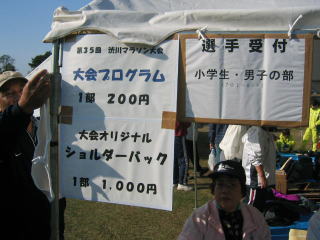 第35回 渋川マラソン大会
大会プログラム
1部 200円
大会オリジナル
ショルダーバック
1部 1,000円
選手受付
小学生・男子の部